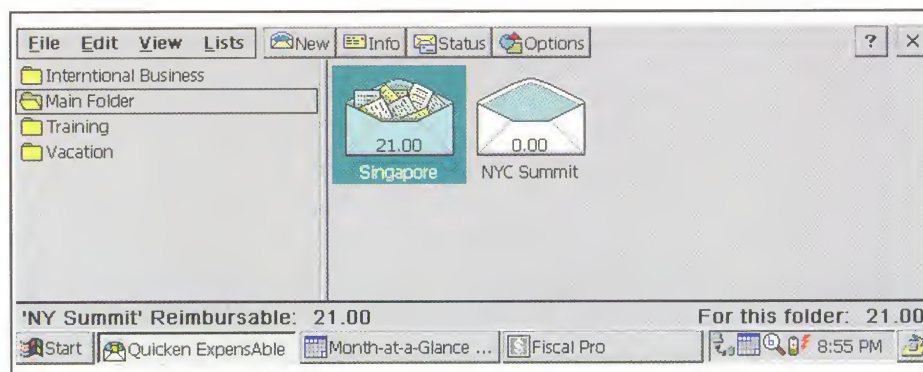 File Edit View Lists New Info Status Options ? ×
Interntional Business
Main Folder
Training
Vacation
21.00
Singapore
0.00
NYC Summit
'NY Summit' Reimbursable: 21.00
For this folder: 21.00
Start Quicken ExpensAble Month-at-a-Glance ... Fiscal Pro 8:55 PM